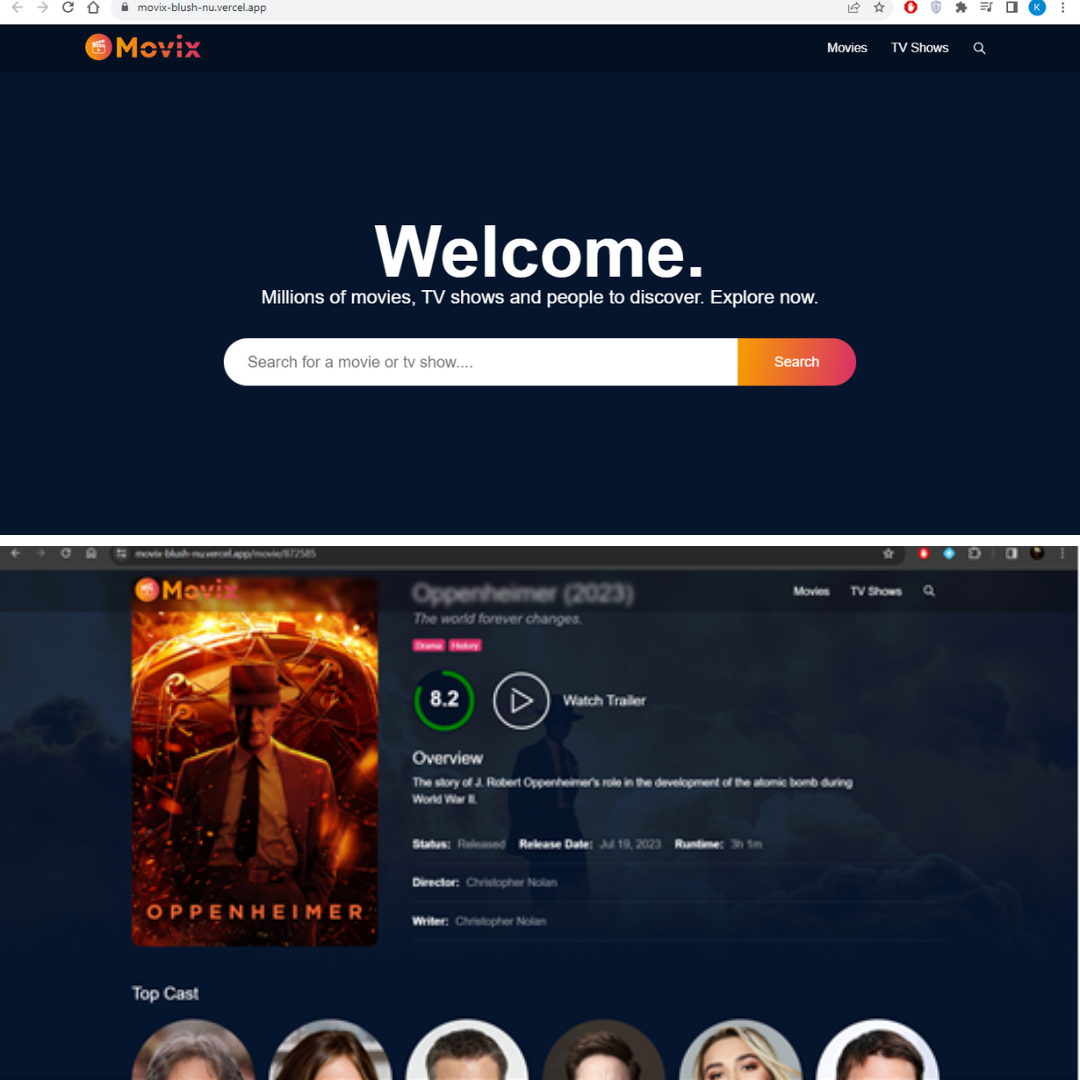 movix-blush-nu.vercel.app
K
Movix
Movies
TV Shows
Welcome.
Millions of movies, TV shows and people to discover. Explore now.
Search for a movie or tv show....
Search
movix-blush-nu.vercel.app/movie/872585
Movix
Movies
TV Shows
Oppenheimer (2023)
The world forever changes.
Drama
History
8.2
Watch Trailer
Overview
The story of J. Robert Oppenheimer's role in the development of the atomic bomb during
World War II.
Status: Released Release Date: Jul 19, 2023 Runtime: 3h 1m
Director: Christopher Nolan
Writer: Christopher Nolan
OPPENHEIMER
Top Cast